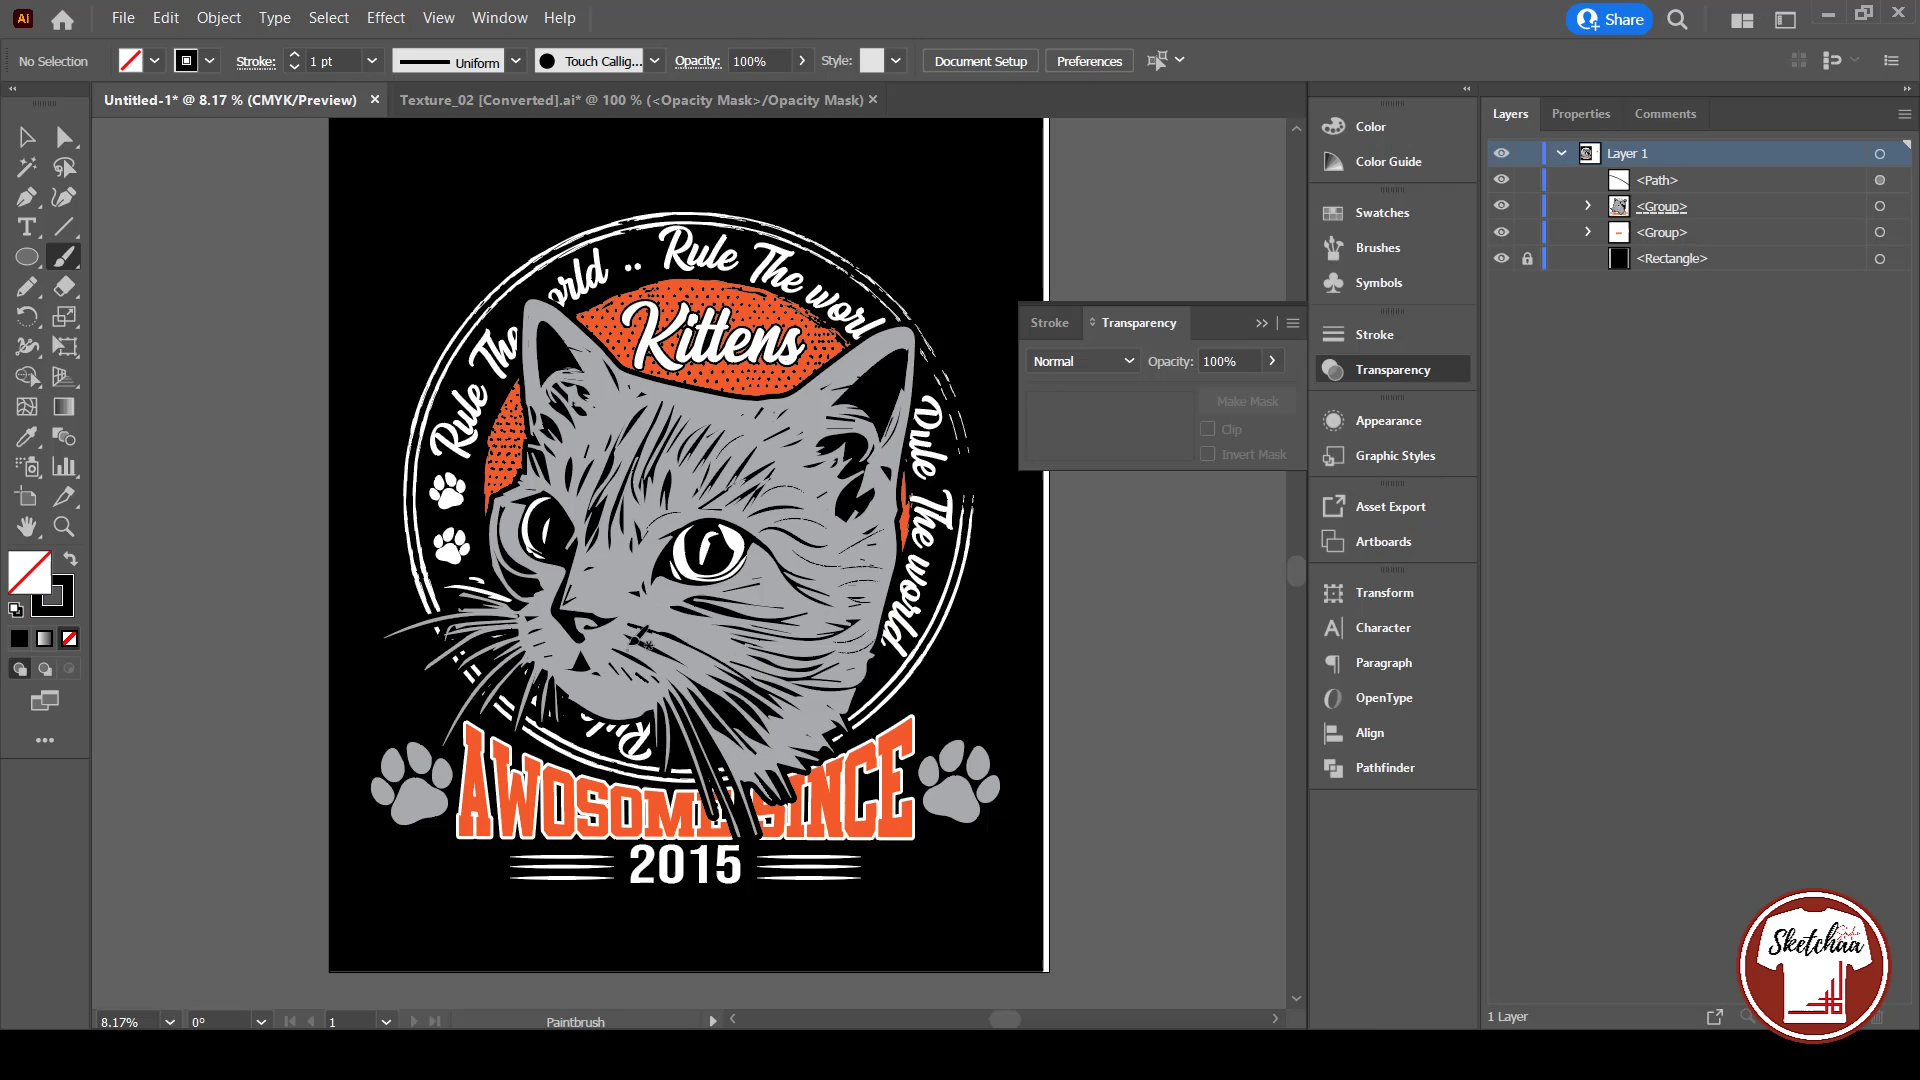 Ai
File Edit Object Type Select Effect View Window Help
Share
No Selection
Stroke: 1 pt
Uniform
Touch Callig...
Opacity: 100%
Style:
Document Setup
Preferences
Untitled-1* @ 8.17 % (CMYK/Preview)
Texture_02 [Converted].ai* @ 100 % (<Opacity Mask>/Opacity Mask)
Rule The world .. Rule The worl
Rule The
Rule The world
Kittens
AWOSOME SINCE
2015
Stroke
Transparency
Normal
Opacity: 100%
Make Mask
Clip
Invert Mask
Color
Color Guide
Swatches
Brushes
Symbols
Stroke
Transparency
Appearance
Graphic Styles
Asset Export
Artboards
Transform
Character
Paragraph
OpenType
Align
Pathfinder
Layers Properties Comments
Layer 1
<Path>
<Group>
<Group>
<Rectangle>
1 Layer
Sketchaa
8.17%
0°
1
Paintbrush